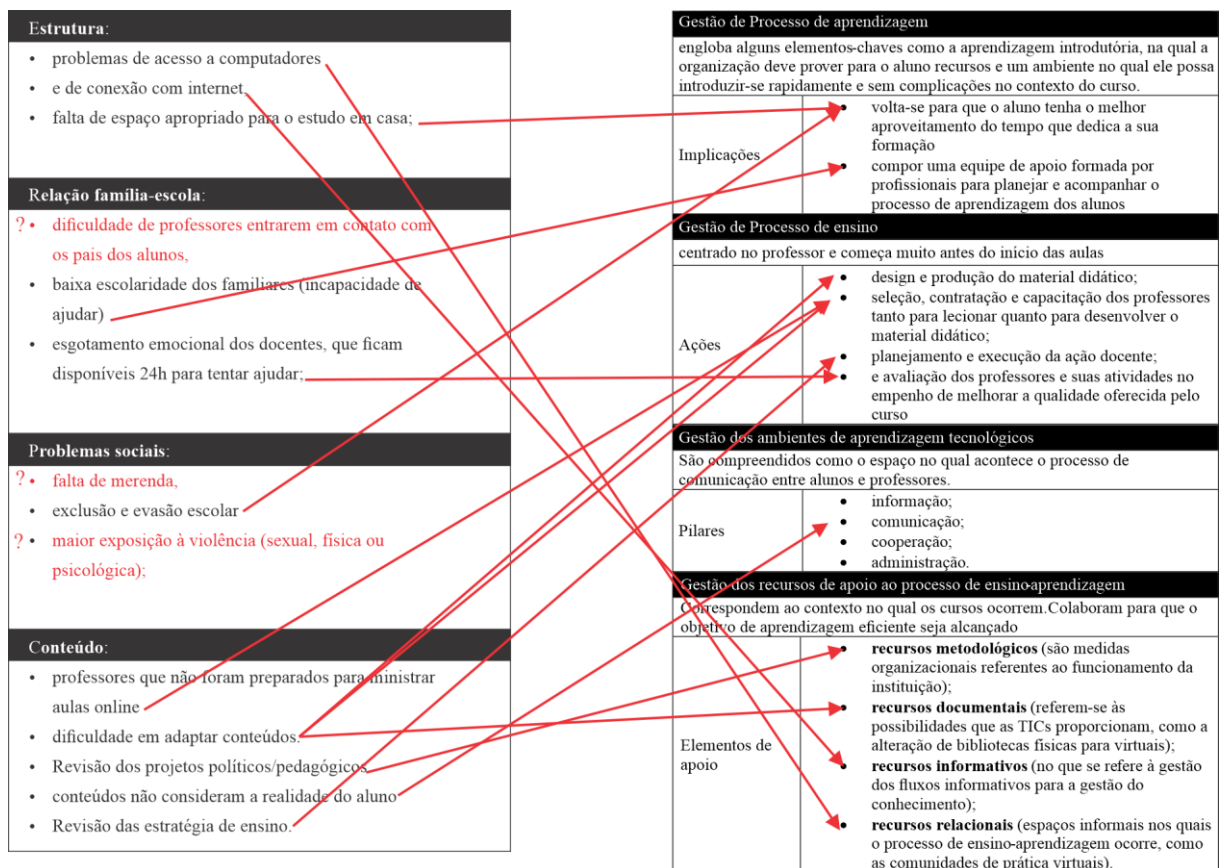 Estrutura:
• problemas de acesso a computadores
• e de conexão com internet,
• falta de espaço apropriado para o estudo em casa;
Relação família-escola:
? • dificuldade de professores entrarem em contato com
os pais dos alunos,
• baixa escolaridade dos familiares (incapacidade de
ajudar)
• esgotamento emocional dos docentes, que ficam
disponíveis 24h para tentar ajudar;
Problemas sociais:
? • falta de merenda,
• exclusão e evasão escolar
? • maior exposição à violência (sexual, física ou
psicológica);
Conteúdo:
• professores que não foram preparados para ministrar
aulas online
• dificuldade em adaptar conteúdos.
• Revisão dos projetos políticos/pedagógicos
• conteúdos não consideram a realidade do aluno
• Revisão das estratégia de ensino.
Gestão de Processo de aprendizagem
engloba alguns elementos-chaves como a aprendizagem introdutória, na qual a
organização deve prover para o aluno recursos e um ambiente no qual ele possa
introduzir-se rapidamente e sem complicações no contexto do curso.
Implicações
• volta-se para que o aluno tenha o melhor
aproveitamento do tempo que dedica a sua
formação
• compor uma equipe de apoio formada por
profissionais para planejar e acompanhar o
processo de aprendizagem dos alunos
Gestão de Processo de ensino
centrado no professor e começa muito antes do início das aulas
Ações
• design e produção do material didático;
• seleção, contratação e capacitação dos professores
tanto para lecionar quanto para desenvolver o
material didático;
• planejamento e execução da ação docente;
• e avaliação dos professores e suas atividades no
empenho de melhorar a qualidade oferecida pelo
curso
Gestão dos ambientes de aprendizagem tecnológicos
São compreendidos como o espaço no qual acontece o processo de
comunicação entre alunos e professores.
Pilares
• informação;
• comunicação;
• cooperação;
• administração.
Gestão dos recursos de apoio ao processo de ensino-aprendizagem
Correspondem ao contexto no qual os cursos ocorrem.Colaboram para que o
objetivo de aprendizagem eficiente seja alcançado
Elementos de
apoio
• recursos metodológicos (são medidas
organizacionais referentes ao funcionamento da
instituição);
• recursos documentais (referem-se às
possibilidades que as TICs proporcionam, como a
alteração de bibliotecas físicas para virtuais);
• recursos informativos (no que se refere à gestão
dos fluxos informativos para a gestão do
conhecimento);
• recursos relacionais (espaços informais nos quais
o processo de ensino-aprendizagem ocorre, como
as comunidades de prática virtuais).